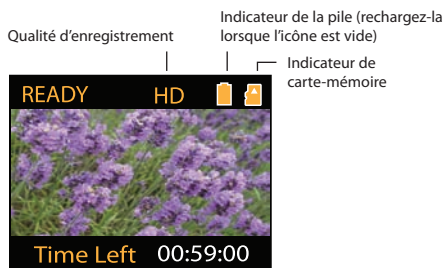 Qualité d'enregistrement
Indicateur de la pile (rechargez-la
lorsque l'icône est vide)
Indicateur de
carte-mémoire
READY HD
Time Left 00:59:00